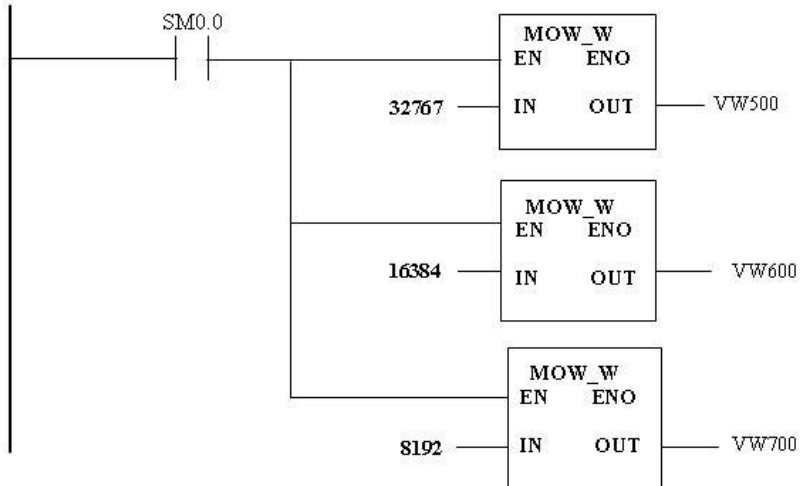 SM0.0
MOW_W
EN ENO
32767 IN OUT VW500
MOW_W
EN ENO
16384 IN OUT VW600
MOW_W
EN ENO
8192 IN OUT VW700